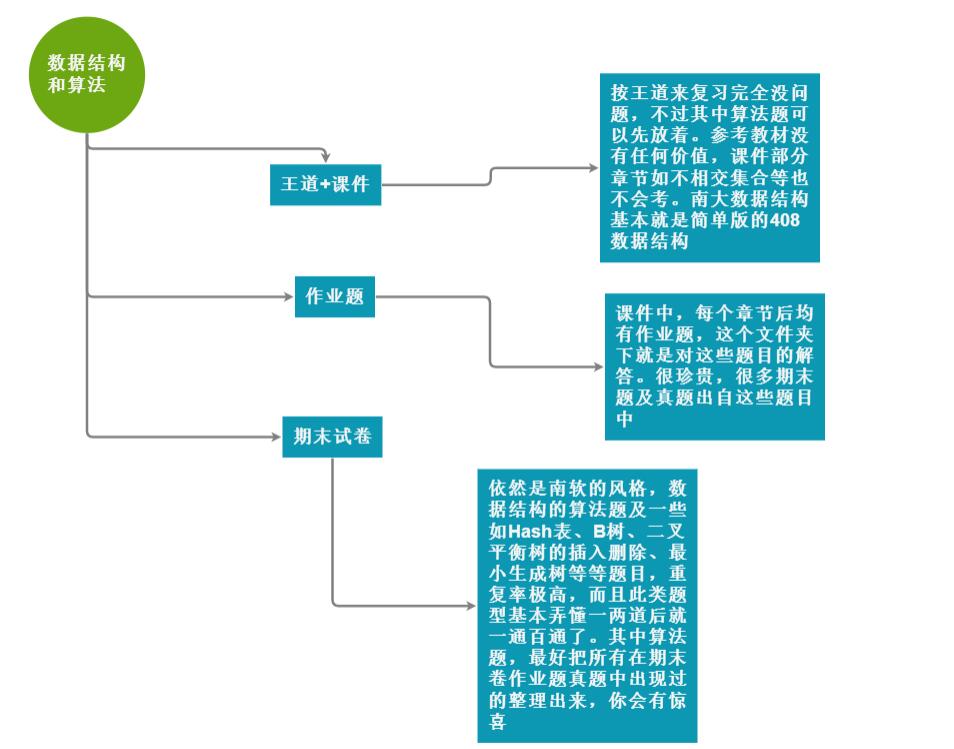 数据结构
和算法
王道+课件
按王道来复习完全没问
题，不过其中算法题可
以先放着。参考教材没
有任何价值，课件部分
章节如不相交集合等也
不会考。南大数据结构
基本就是简单版的408
数据结构
作业题
课件中，每个章节后均
有作业题，这个文件夹
下就是对这些题目的解
答。很珍贵，很多期末
题及真题出自这些题目
中
期末试卷
依然是南软的风格，数
据结构的算法题及一些
如Hash表、B树、二叉
平衡树的插入删除、最
小生成树等等题目，重
复率极高，而且此类题
型基本弄懂一两道后就
一通百通了。其中算法
题，最好把所有在期末
卷作业题真题中出现过
的整理出来，你会有惊
喜